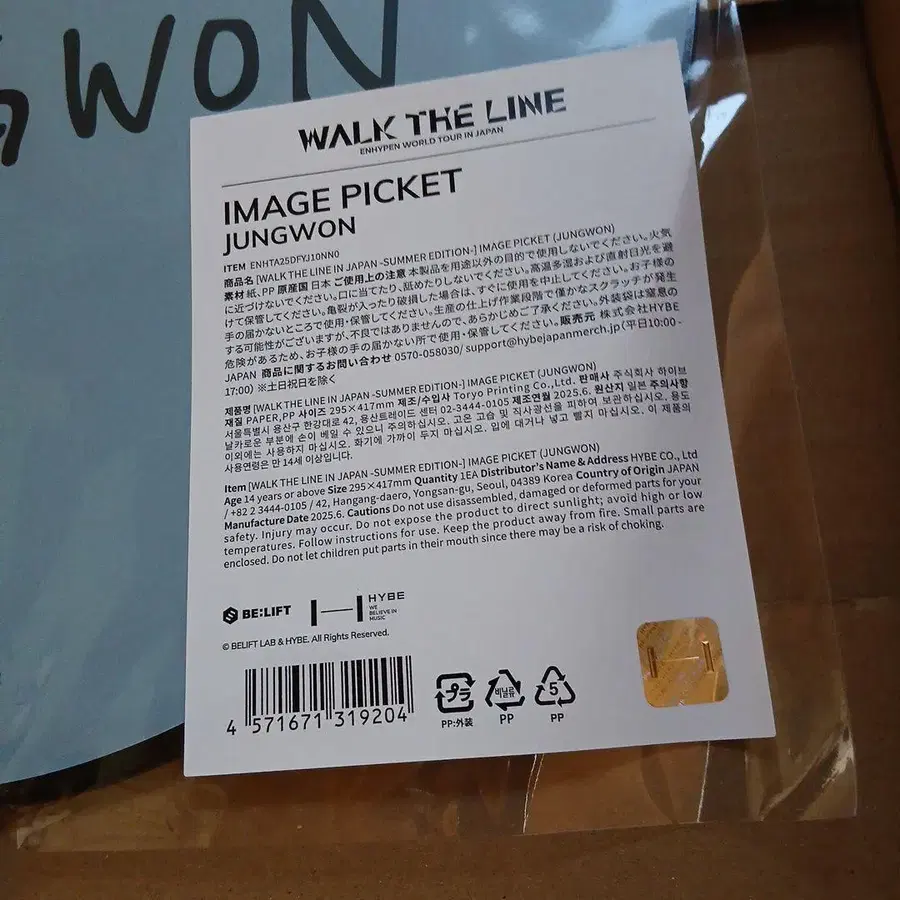 WON
WALK THE LINE
ENHYPEN WORLD TOUR IN JAPAN
IMAGE PICKET
JUNGWON
ITEM ENHTA25DFYJ10NN0
商品名 [WALK THE LINE IN JAPAN -SUMMER EDITION-] IMAGE PICKET (JUNGWON)
素材 紙、PP 原産国 日本 ご使用上の注意 本製品を用途以外の目的で使用しないでください。火気
に近づけないでください。口に当てたり、舐めたりしないでください。高温多湿および直射日光を避
けて保管してください。亀裂が入ったり破損した場合は、すぐに使用を中止してください。お子様の
手の届かないところで使用・保管してください。生産の仕上げ作業段階で僅かなスクラッチが発生
する可能性がございますが、不良ではありませんので、あらかじめご了承ください。外装袋は窒息の
危険があるため、お子様の手の届かない所で使用・保管してください。販売元 株式会社HYBE
JAPAN 商品に関するお問い合わせ 0570-058030/ support@hybejapanmerch.jp(平日10:00-
17:00) ※土日祝日を除く
제품명 [WALK THE LINE IN JAPAN -SUMMER EDITION-] IMAGE PICKET (JUNGWON)
재질 PAPER,PP 사이즈 295×417mm 제조/수입사 Toryo Printing Co.,Ltd. 판매사 주식회사 하이브
서울특별시 용산구 한강대로 42, 용산트레이드 센터 02-3444-0105 제조연월 2025.6. 원산지 일본 주의사항
날카로운 부분에 손이 베일 수 있으니 주의하십시오. 고온 고습 및 직사광선을 피하여 보관하십시오. 용도
이외에는 사용하지 마십시오. 화기에 가까이 두지 마십시오. 입에 대거나 넣고 빨지 마십시오. 이 제품의
사용연령은 만 14세 이상입니다.
Item [WALK THE LINE IN JAPAN -SUMMER EDITION-] IMAGE PICKET (JUNGWON)
Age 14 years or above Size 295×417mm Quantity 1EA Distributor's Name & Address HYBE CO., Ltd
/ +82 2 3444-0105 / 42, Hangang-daero, Yongsan-gu, Seoul, 04389 Korea Country of Origin JAPAN
Manufacture Date 2025.6. Cautions Do not use disassembled, damaged or deformed parts for your
safety. Injury may occur. Do not expose the product to direct sunlight; avoid high or low
temperatures. Follow instructions for use. Keep the product away from fire. Small parts are
enclosed. Do not let children put parts in their mouth since there may be a risk of choking.
BE:LIFT HYBE
WE
BELIEVE IN
MUSIC
© BELIFT LAB & HYBE. All Rights Reserved.
4 571671 319204
プラ 비닐류 5
PP:外装 PP PP